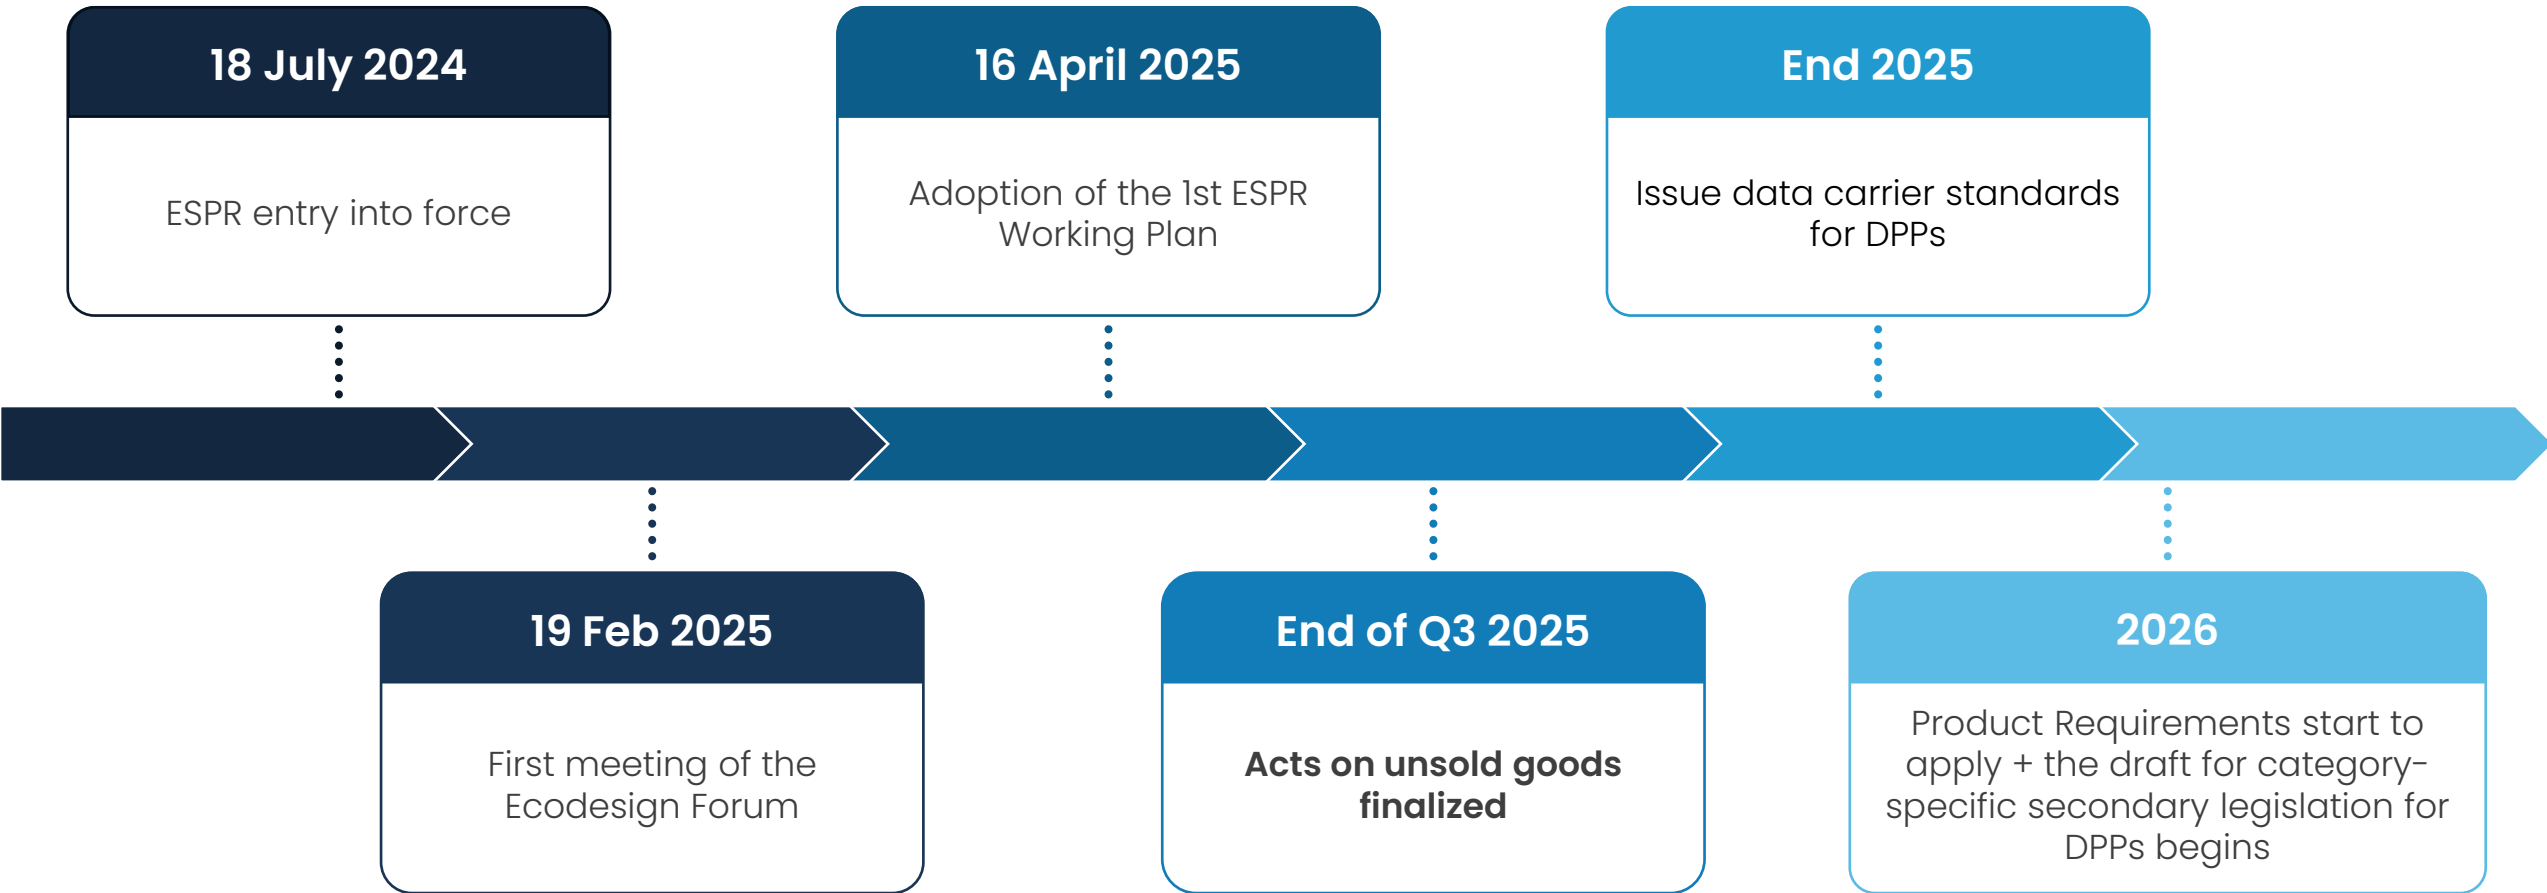 18 July 2024
ESPR entry into force
19 Feb 2025
First meeting of the
Ecodesign Forum
16 April 2025
Adoption of the 1st ESPR
Working Plan
End of Q3 2025
Acts on unsold goods
finalized
End 2025
Issue data carrier standards
for DPPs
2026
Product Requirements start to
apply + the draft for category-
specific secondary legislation for
DPPs begins